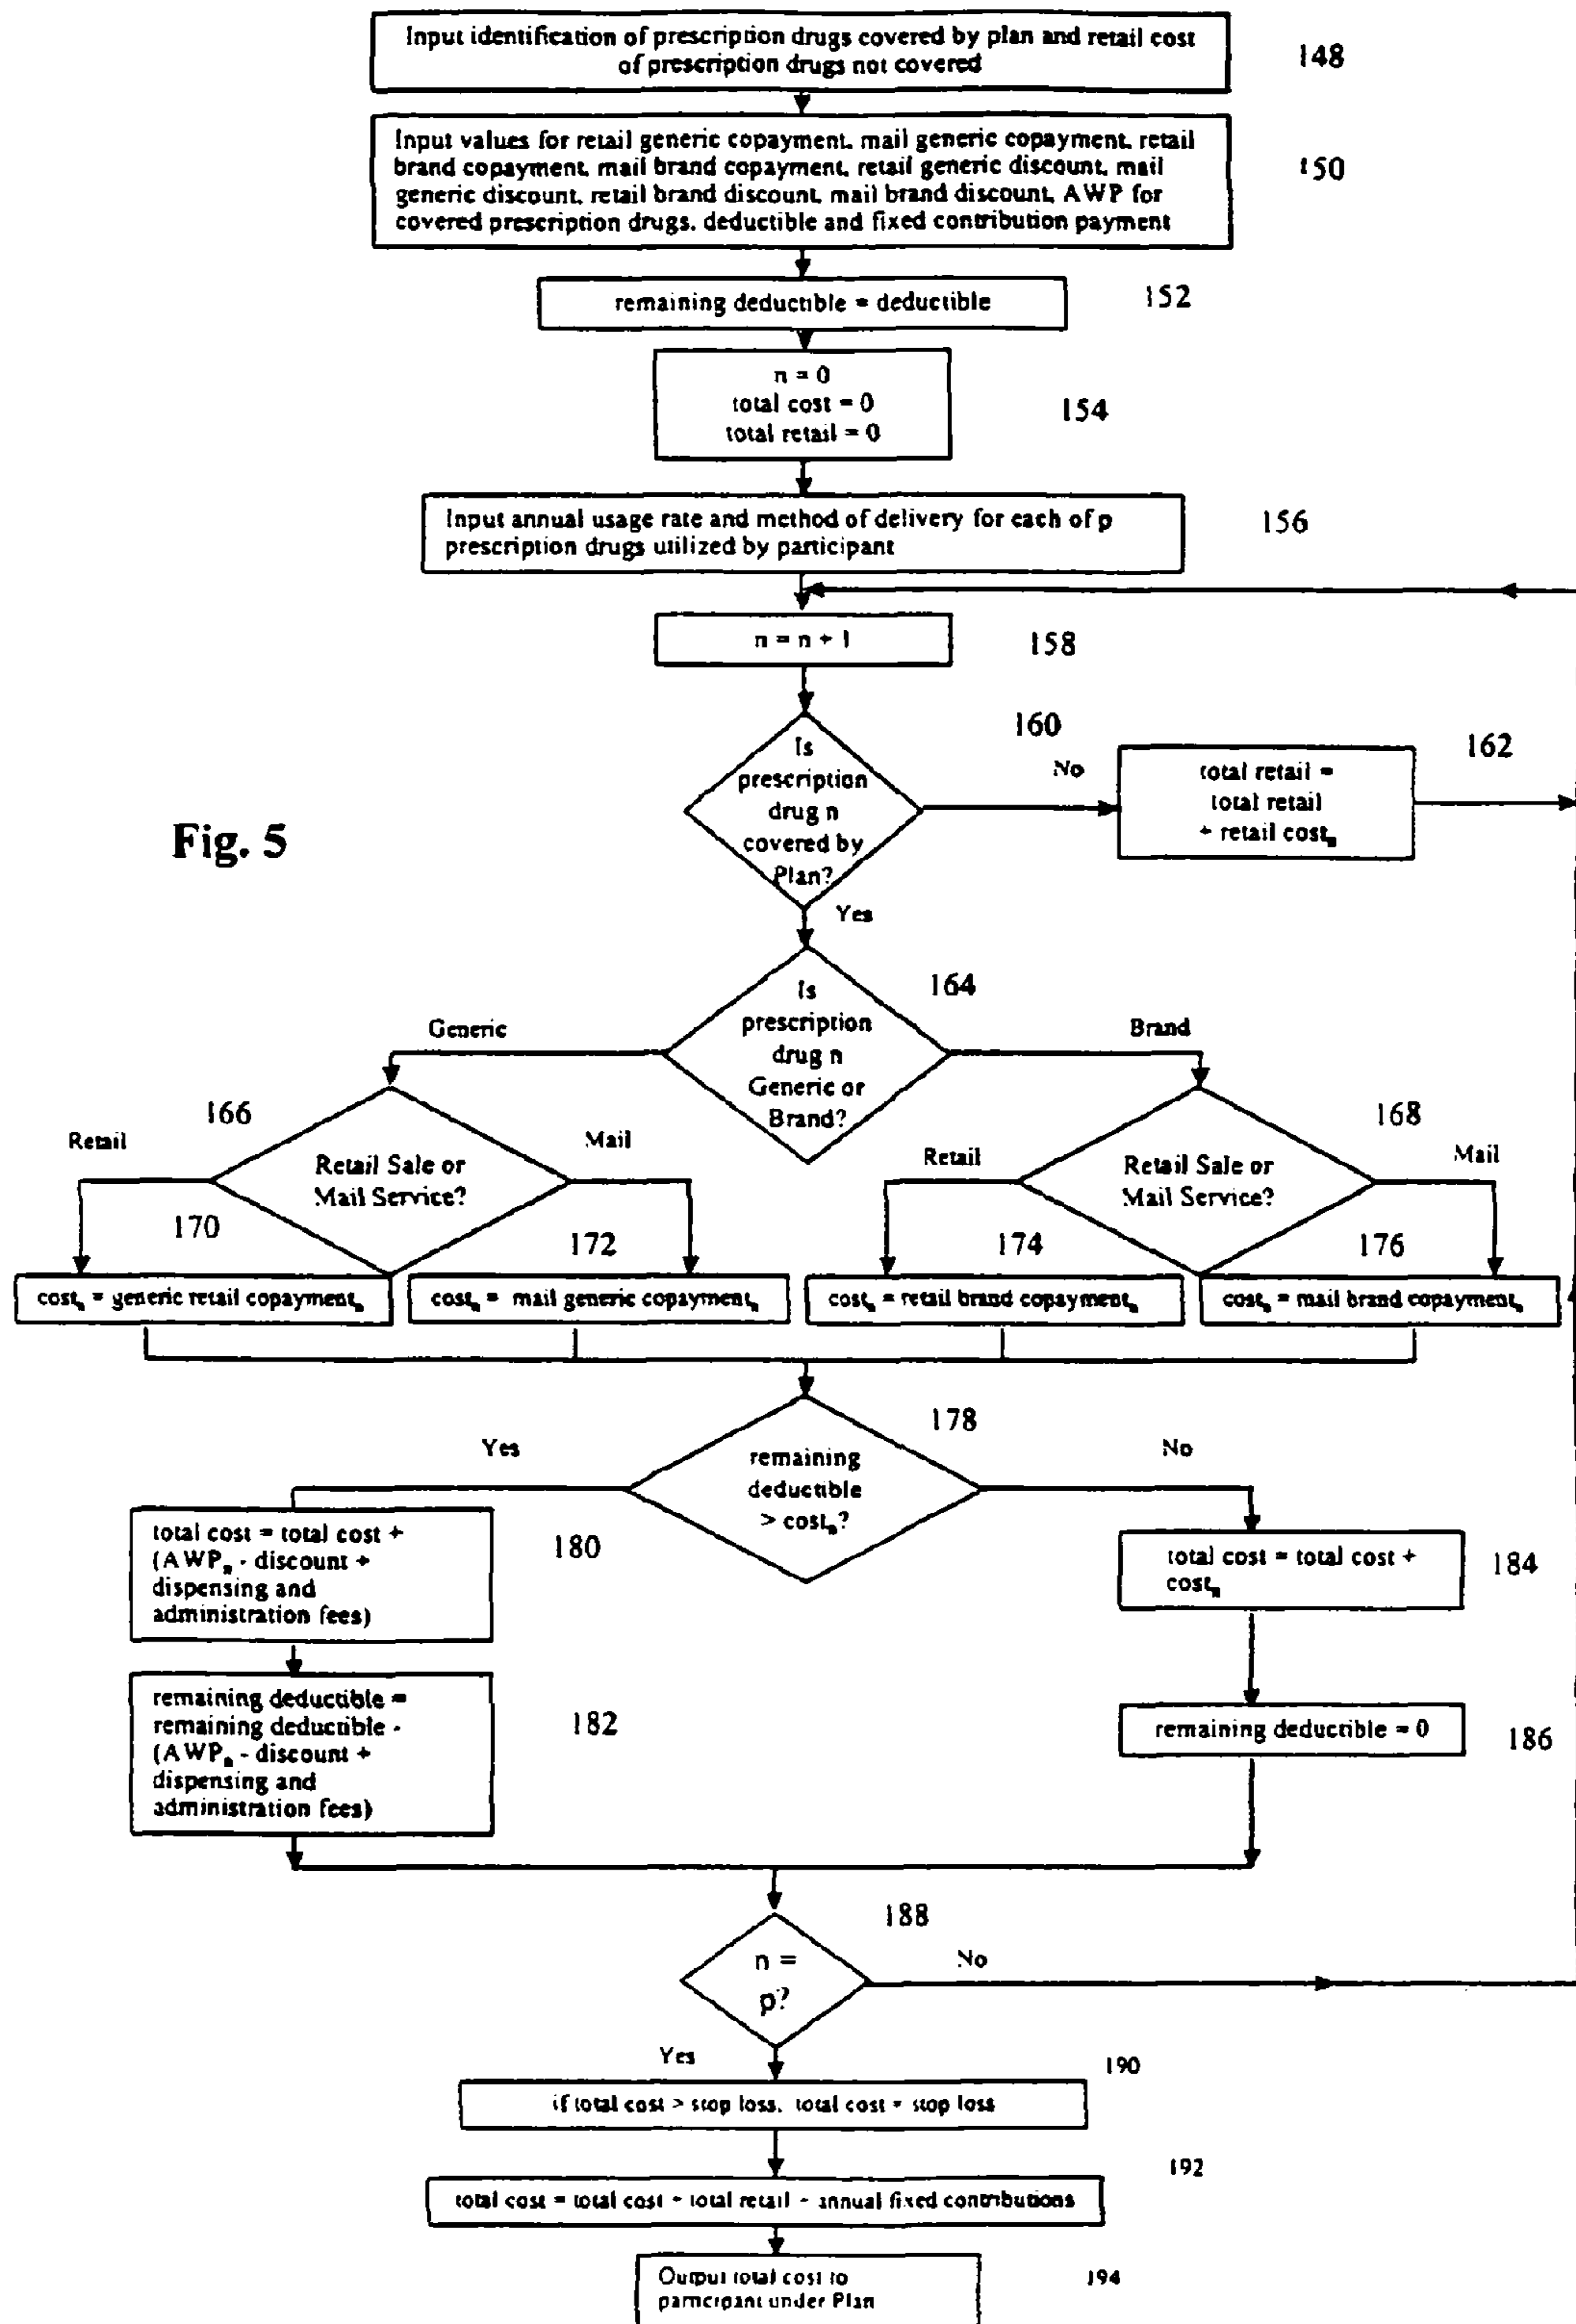 Input identification of prescription drugs covered by plan and retail cost
of prescription drugs not covered
148
Input values for retail generic copayment, mail generic copayment, retail
brand copayment, mail brand copayment, retail generic discount, mail
generic discount, retail brand discount, mail brand discount, AWP for
covered prescription drugs, deductible and fixed contribution payment
150
remaining deductible = deductible
152
n = 0
total cost = 0
total retail = 0
154
Input annual usage rate and method of delivery for each of p
prescription drugs utilized by participant
156
n = n + 1
158
Fig. 5
Is
prescription
drug n
covered by
Plan?
160
No
total retail =
total retail
+ retail costₙ
162
Yes
Is
prescription
drug n
Generic or
Brand?
164
Generic
Brand
166
Retail
Retail Sale or
Mail Service?
Mail
168
Retail
Retail Sale or
Mail Service?
Mail
170
172
174
176
costₙ = generic retail copaymentₙ
costₙ = mail generic copaymentₙ
costₙ = retail brand copaymentₙ
costₙ = mail brand copaymentₙ
178
Yes
remaining
deductible
> costₙ?
No
total cost = total cost +
(AWPₙ - discount +
dispensing and
administration fees)
180
total cost = total cost +
costₙ
184
remaining deductible =
remaining deductible -
(AWPₙ - discount +
dispensing and
administration fees)
182
remaining deductible = 0
186
188
n =
p?
No
Yes
190
if total cost > stop loss, total cost = stop loss
192
total cost = total cost + total retail + annual fixed contributions
Output total cost to
participant under Plan
194